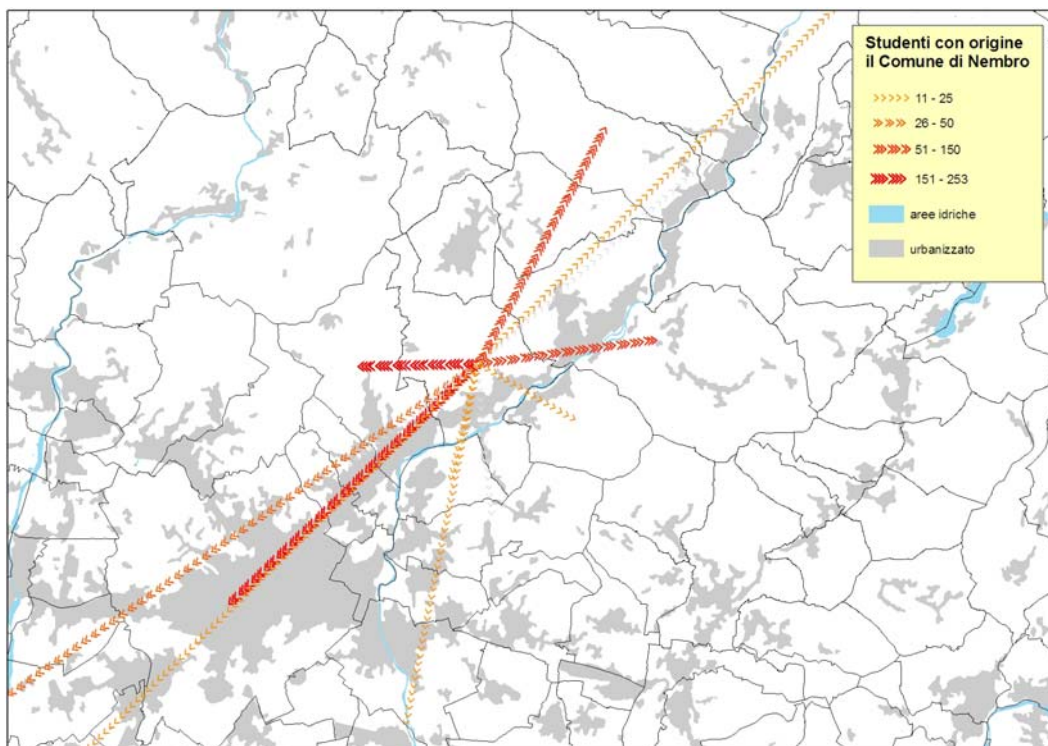 Studenti con origine
il Comune di Nembro
11 - 25
26 - 50
51 - 150
151 - 253
aree idriche
urbanizzato